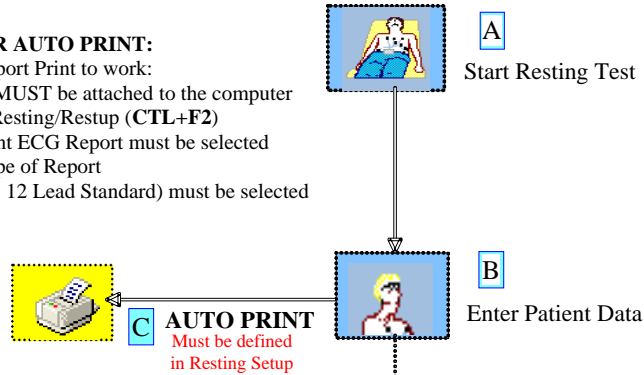 R AUTO PRINT:
port Print to work:
MUST be attached to the computer
Resting/Restup (CTL+F2)
nt ECG Report must be selected
pe of Report
12 Lead Standard) must be selected
A
Start Resting Test
B
Enter Patient Data
C AUTO PRINT
Must be defined
in Resting Setup